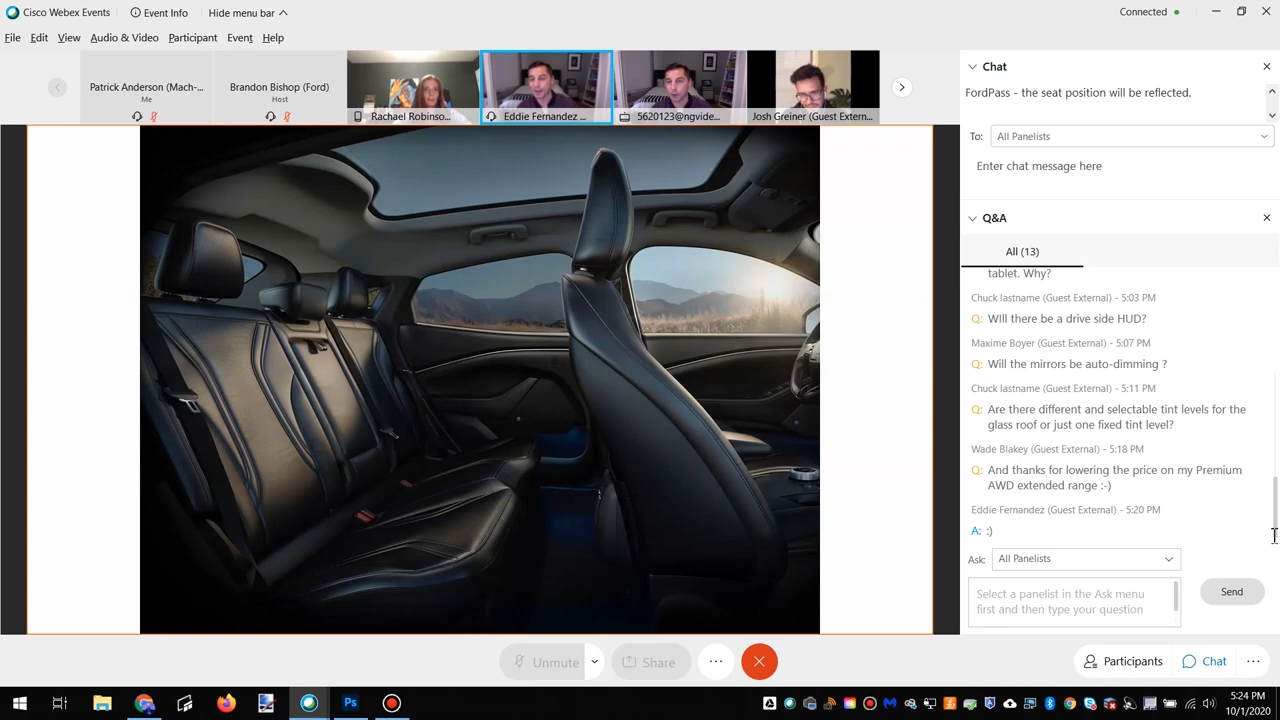 Cisco Webex Events
Event Info
Hide menu bar
Connected
File Edit View Audio & Video Participant Event Help
Patrick Anderson (Mach-...
Me
Brandon Bishop (Ford)
Host
Rachael Robinso...
Eddie Fernandez ...
5620123@ngvide...
Josh Greiner (Guest Extern...
Chat
FordPass - the seat position will be reflected.
To: All Panelists
Enter chat message here
Q&A
All (13)
tablet. Why?
Chuck lastname (Guest External) - 5:03 PM
Q: WIll there be a drive side HUD?
Maxime Boyer (Guest External) - 5:07 PM
Q: Will the mirrors be auto-dimming ?
Chuck lastname (Guest External) - 5:11 PM
Q: Are there different and selectable tint levels for the
glass roof or just one fixed tint level?
Wade Blakey (Guest External) - 5:18 PM
Q: And thanks for lowering the price on my Premium
AWD extended range :-)
Eddie Fernandez (Guest External) - 5:20 PM
A: :)
Ask: All Panelists
Select a panelist in the Ask menu
first and then type your question
Send
Unmute
Share
Participants
Chat
Ps
5:24 PM
10/1/2020